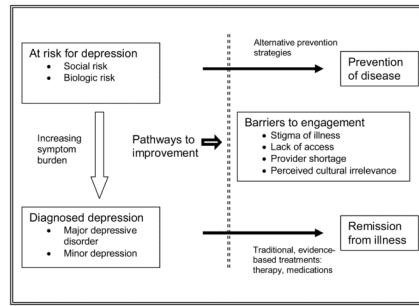 At risk for depression
• Social risk
• Biologic risk
Alternative prevention
strategies
Prevention
of disease
Increasing
symptom
burden
Pathways to
improvement
Barriers to engagement
• Stigma of illness
• Lack of access
• Provider shortage
• Perceived cultural irrelevance
Diagnosed depression
• Major depressive
disorder
• Minor depression
Traditional, evidence-
based treatments:
therapy, medications
Remission
from illness